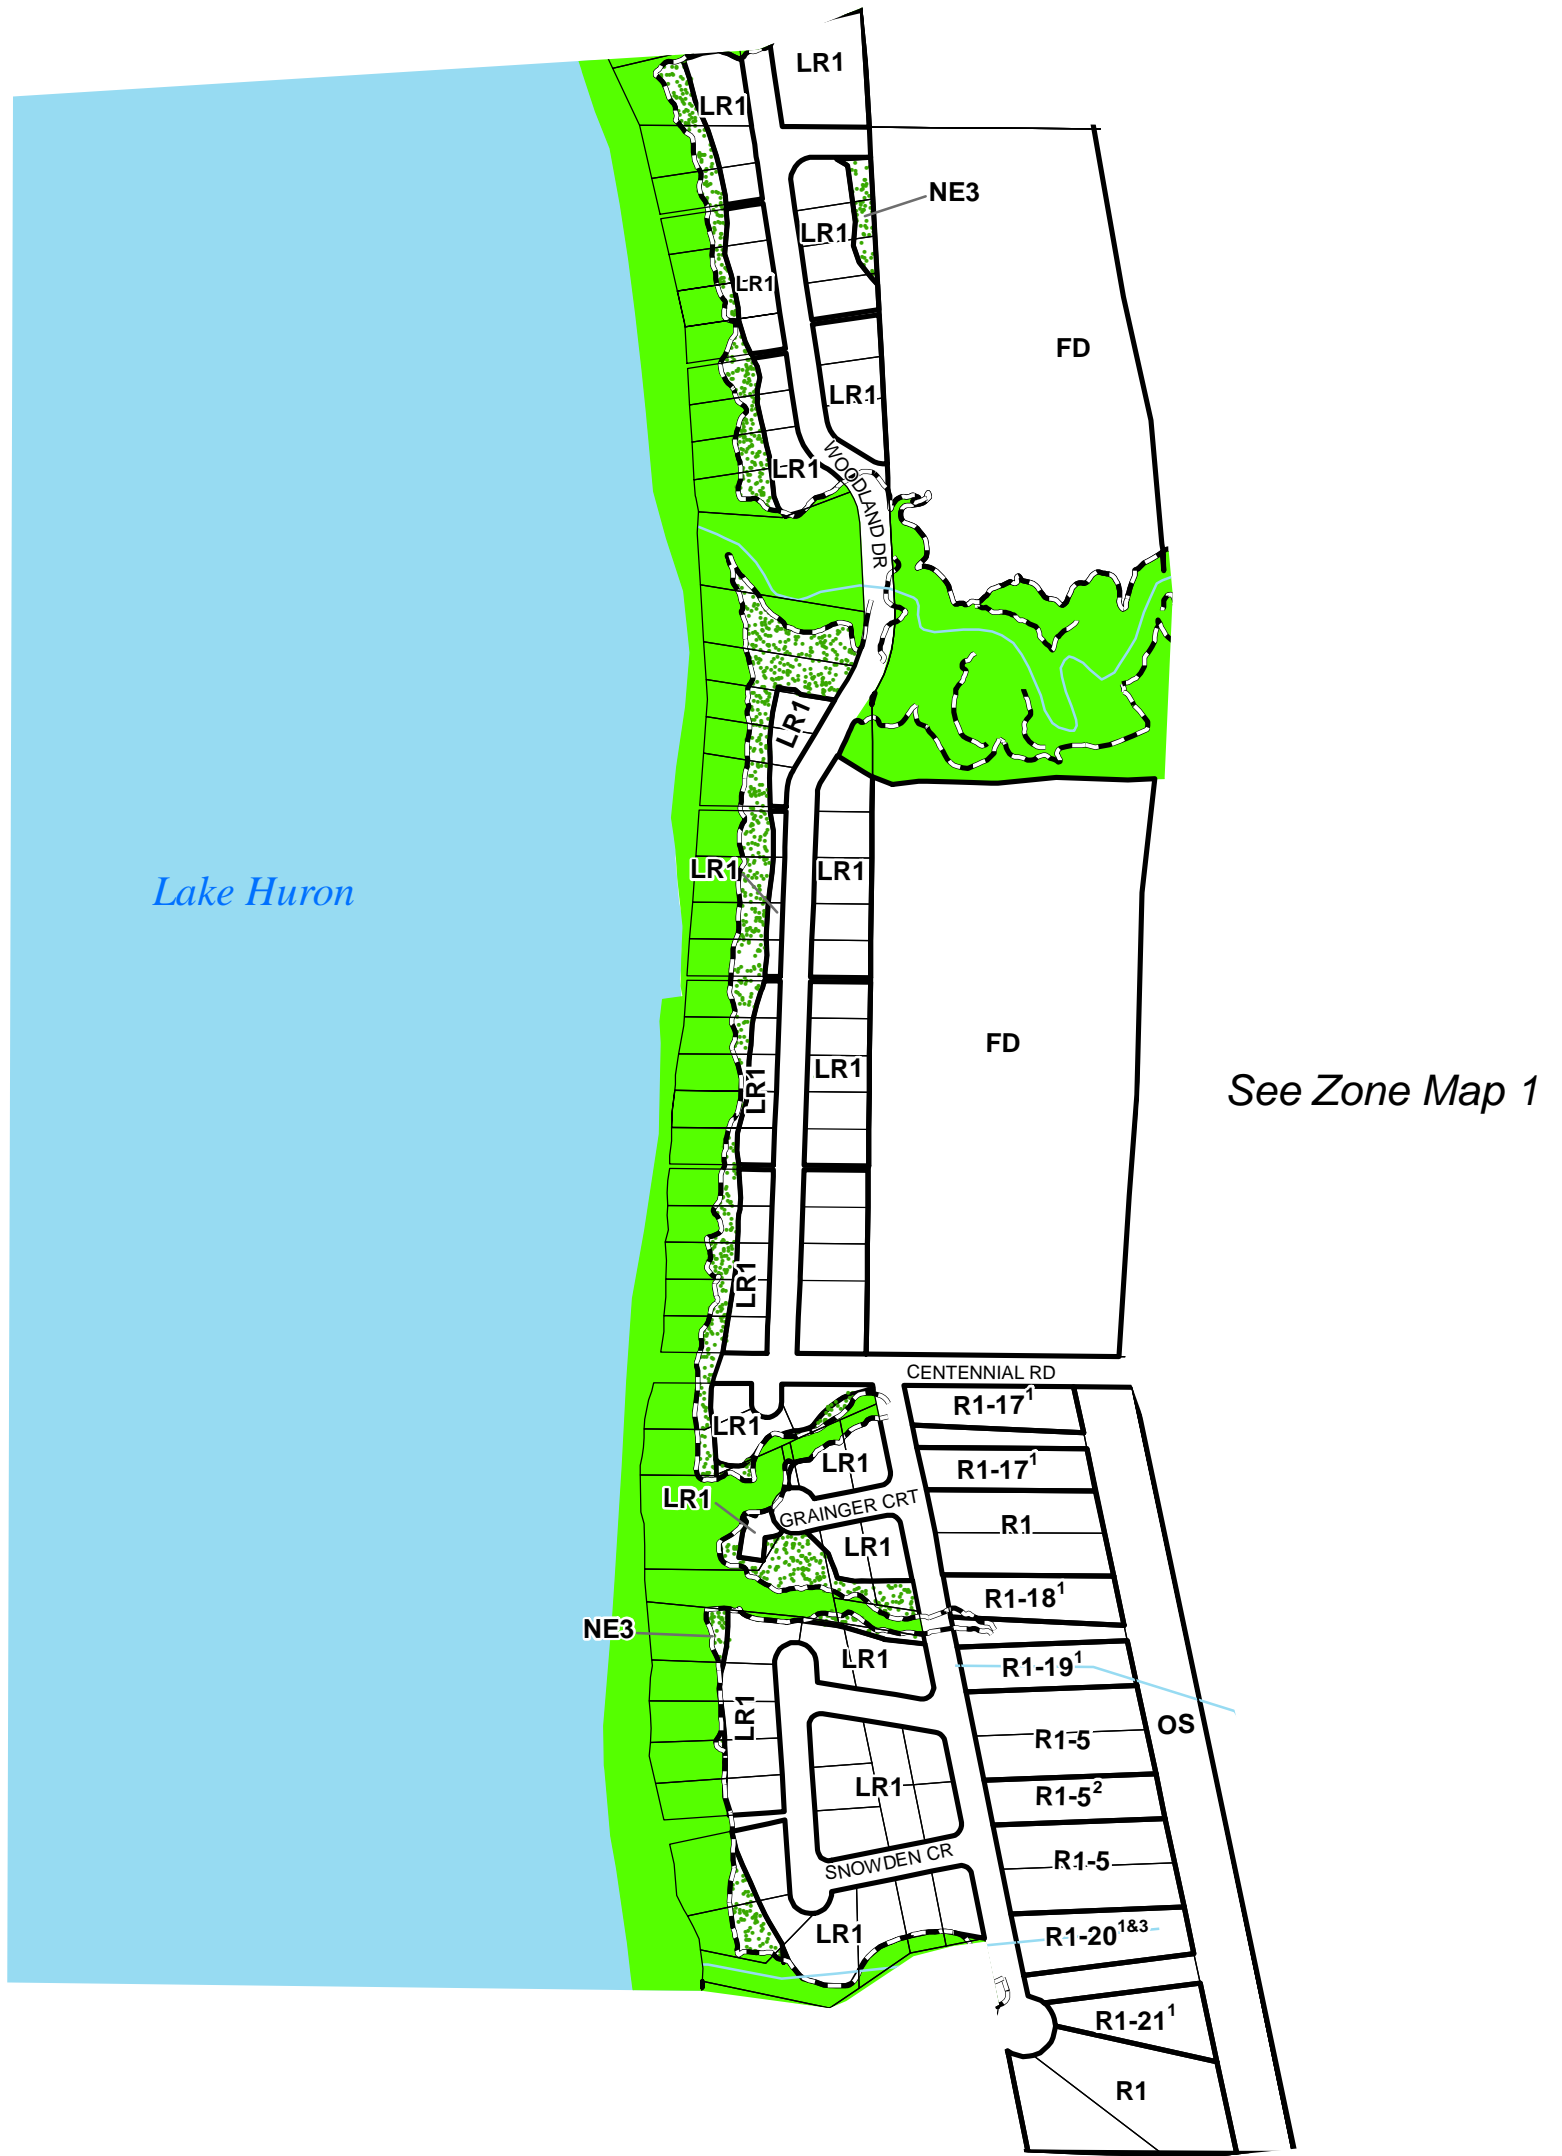 LR1
LR1
NE3
LR1
LR1
FD
LR1
LR1
WOODLAND DR
LR1
LR1
LR1
Lake Huron
FD
LR1
LR1
See Zone Map 1
LR1
CENTENNIAL RD
R1-17¹
LR1
LR1
R1-17¹
LR1
GRAINGER CRT
R1
LR1
R1-18¹
NE3
LR1
R1-19¹
LR1
OS
R1-5
LR1
R1-5²
SNOWDEN CR
R1-5
LR1
R1-20¹&³
R1-21¹
R1